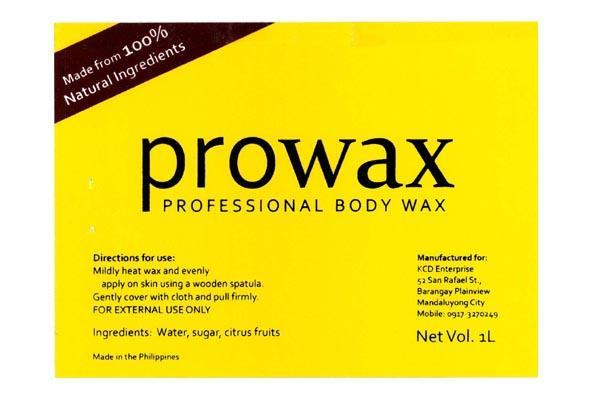 Made from 100%
Natural Ingredients
prowax
PROFESSIONAL BODY WAX
Directions for use:
Mildly heat wax and evenly
apply on skin using a wooden spatula.
Gently cover with cloth and pull firmly.
FOR EXTERNAL USE ONLY
Ingredients: Water, sugar, citrus fruits
Made in the Philippines
Manufactured for:
KCD Enterprise
52 San Rafael St.,
Barangay Plainview
Mandaluyong City
Mobile: 0917-3270249
Net Vol. 1L